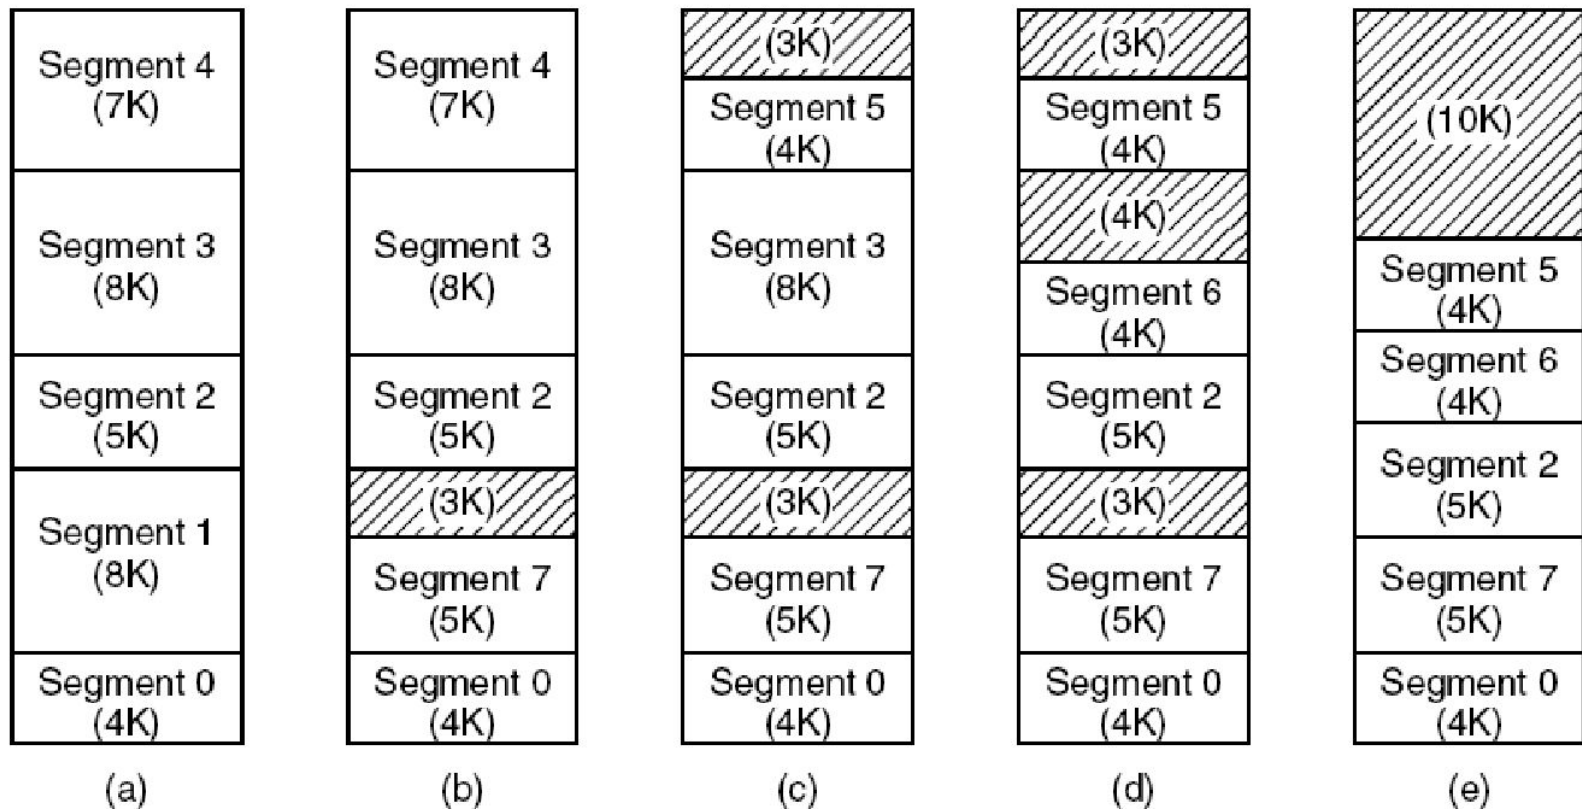 Segment 4
(7K)
Segment 3
(8K)
Segment 2
(5K)
Segment 1
(8K)
Segment 0
(4K)
(a)
Segment 4
(7K)
Segment 3
(8K)
Segment 2
(5K)
(3K)
Segment 7
(5K)
Segment 0
(4K)
(b)
(3K)
Segment 5
(4K)
Segment 3
(8K)
Segment 2
(5K)
(3K)
Segment 7
(5K)
Segment 0
(4K)
(c)
(3K)
Segment 5
(4K)
(4K)
Segment 6
(4K)
Segment 2
(5K)
(3K)
Segment 7
(5K)
Segment 0
(4K)
(d)
(10K)
Segment 5
(4K)
Segment 6
(4K)
Segment 2
(5K)
Segment 7
(5K)
Segment 0
(4K)
(e)